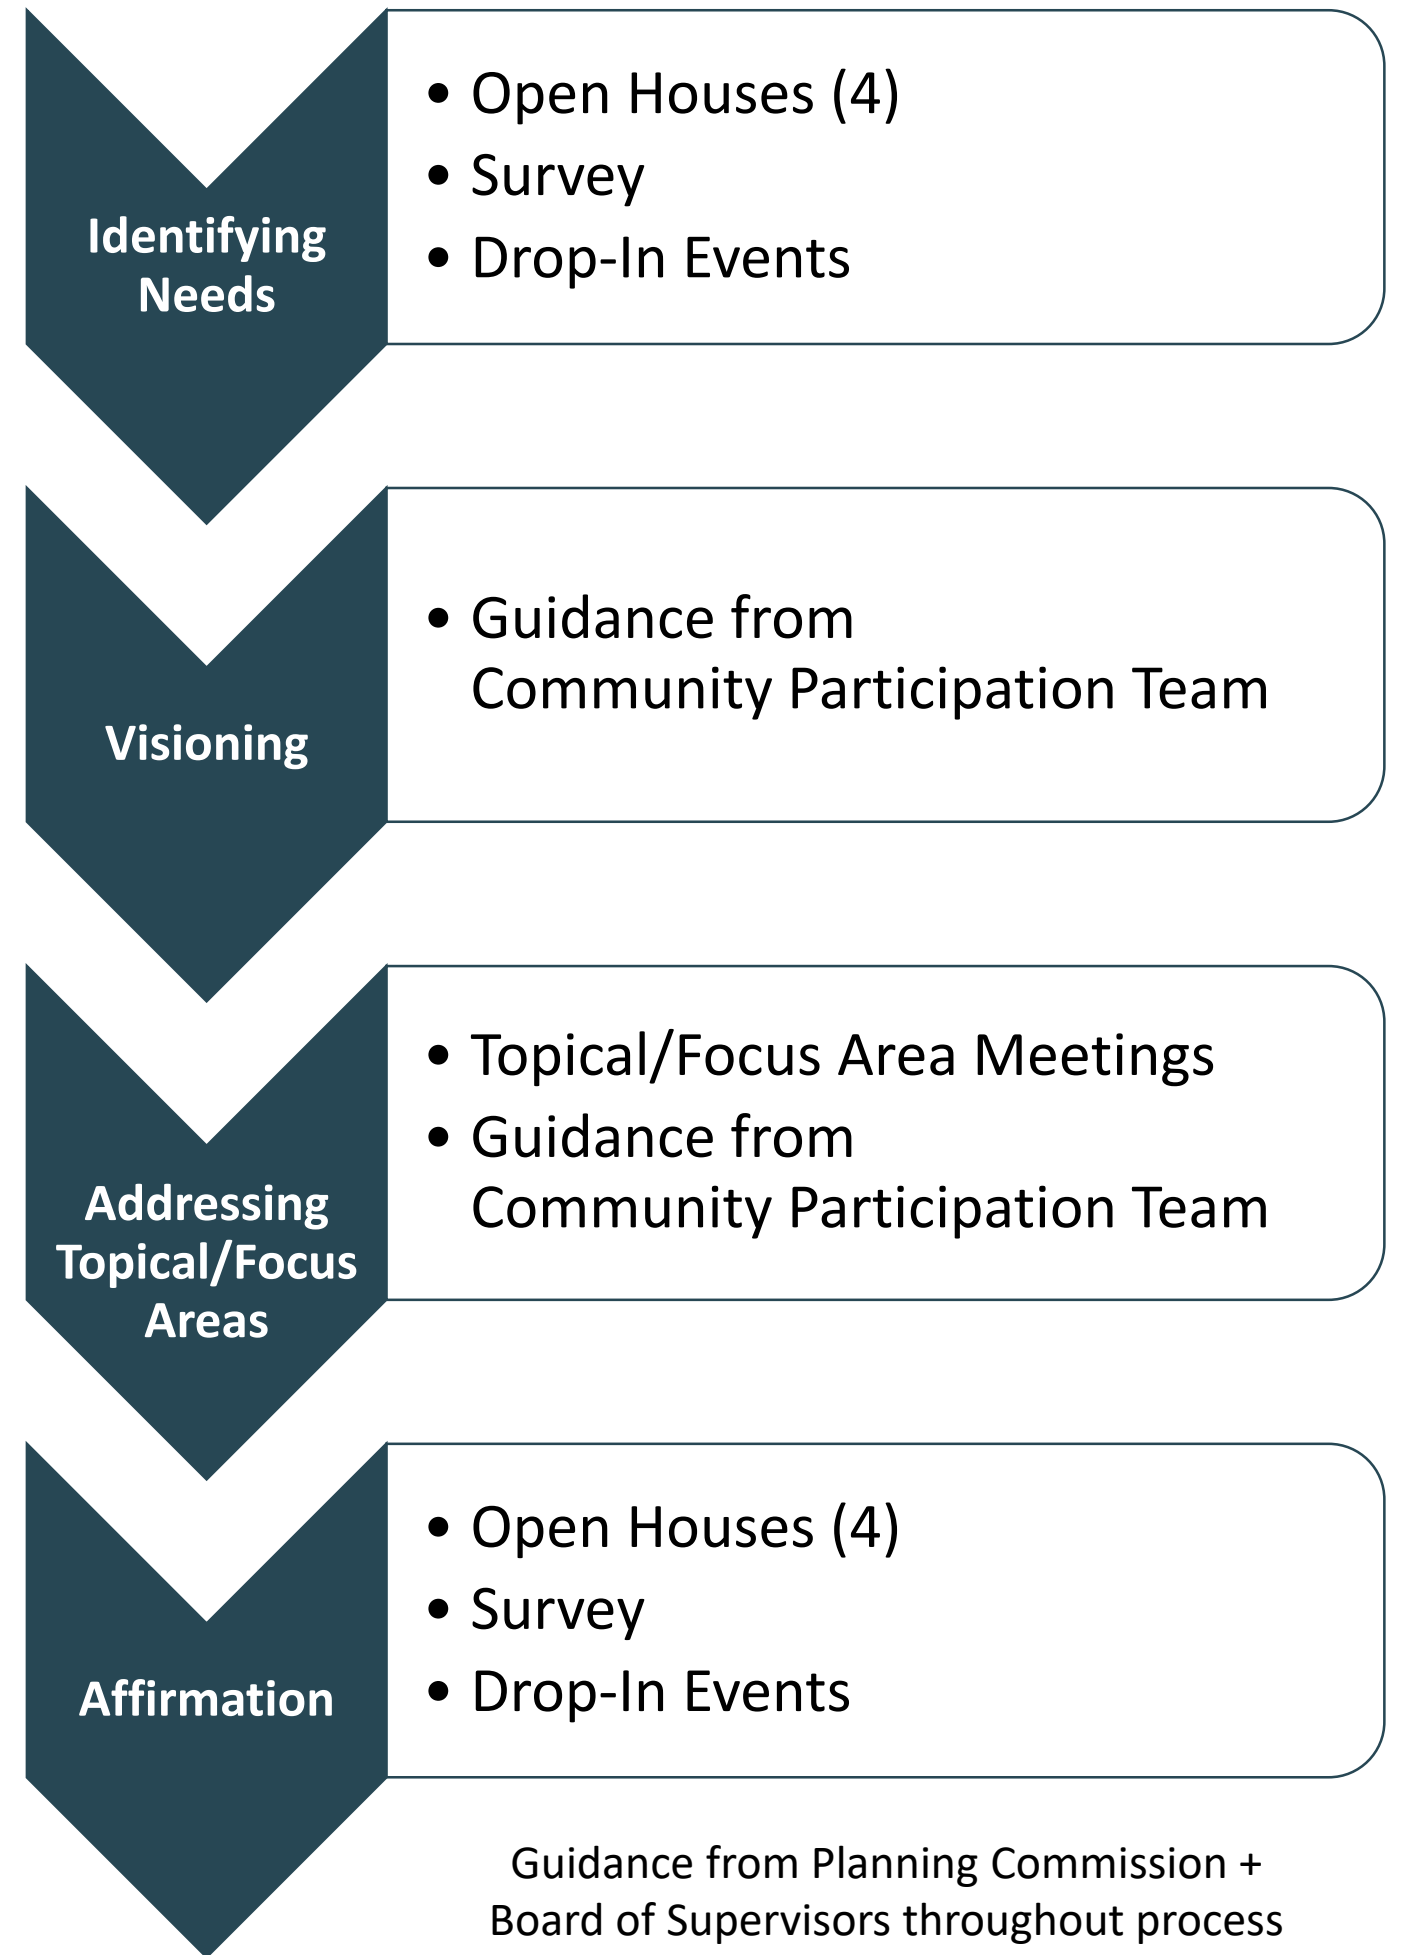 Identifying
Needs
• Open Houses (4)
• Survey
• Drop-In Events
Visioning
• Guidance from
Community Participation Team
Addressing
Topical/Focus
Areas
• Topical/Focus Area Meetings
• Guidance from
Community Participation Team
Affirmation
• Open Houses (4)
• Survey
• Drop-In Events
Guidance from Planning Commission +
Board of Supervisors throughout process